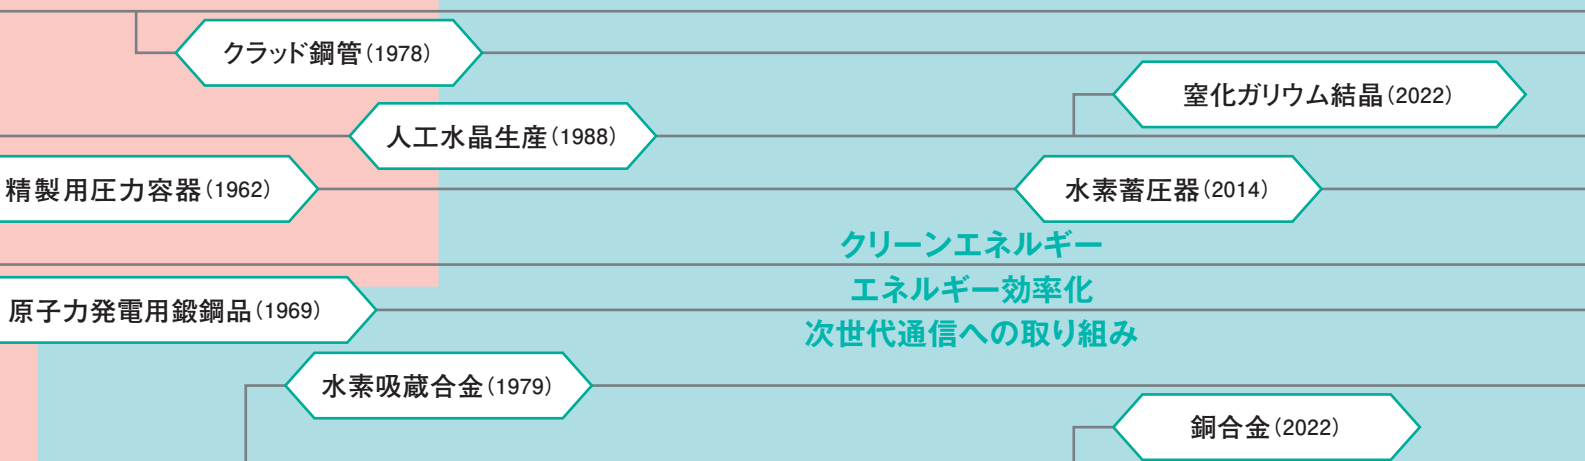 クラッド鋼管(1978)
窒化ガリウム結晶(2022)
人工水晶生産(1988)
精製用圧力容器(1962)
水素蓄圧器(2014)
クリーンエネルギー
エネルギー効率化
次世代通信への取り組み
原子力発電用鍛鋼品(1969)
水素吸蔵合金(1979)
銅合金(2022)